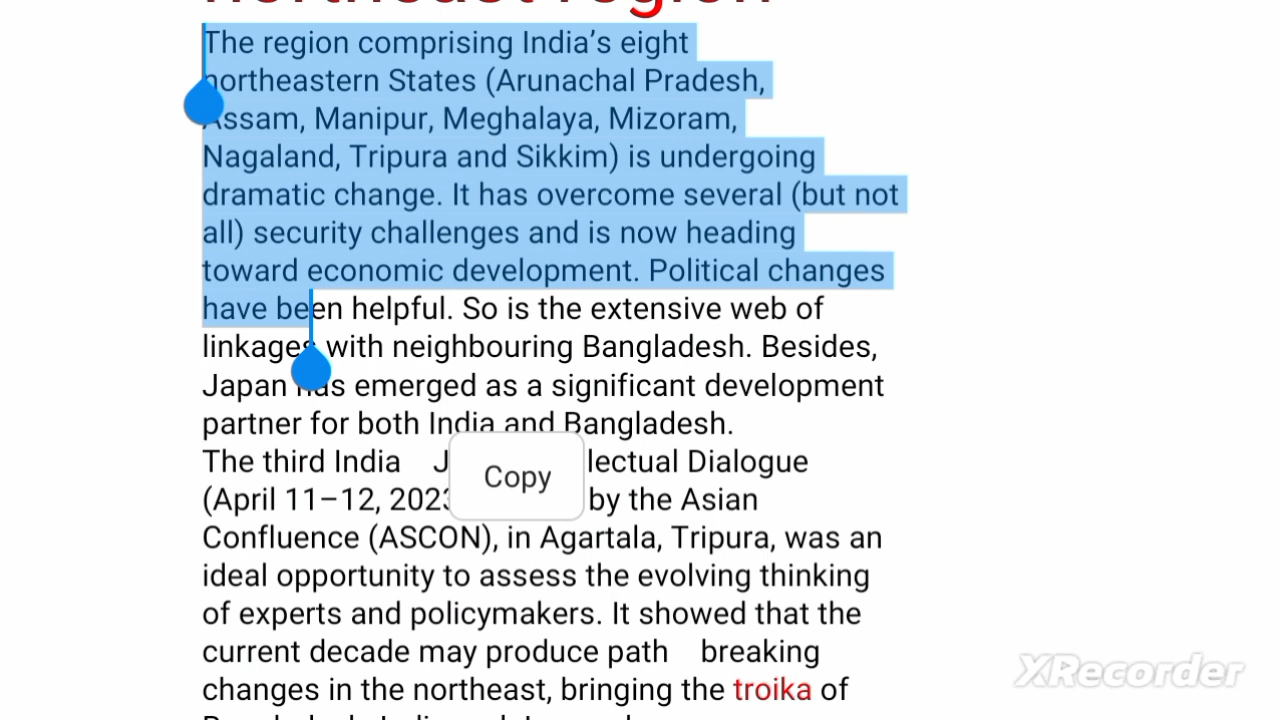 northeast region
The region comprising India’s eight
northeastern States (Arunachal Pradesh,
Assam, Manipur, Meghalaya, Mizoram,
Nagaland, Tripura and Sikkim) is undergoing
dramatic change. It has overcome several (but not
all) security challenges and is now heading
toward economic development. Political changes
have been helpful. So is the extensive web of
linkages with neighbouring Bangladesh. Besides,
Japan has emerged as a significant development
partner for both India and Bangladesh.
The third India J lectual Dialogue
(April 11–12, 2023 by the Asian
Copy
Confluence (ASCON), in Agartala, Tripura, was an
ideal opportunity to assess the evolving thinking
of experts and policymakers. It showed that the
current decade may produce path breaking
changes in the northeast, bringing the troika of
XRecorder